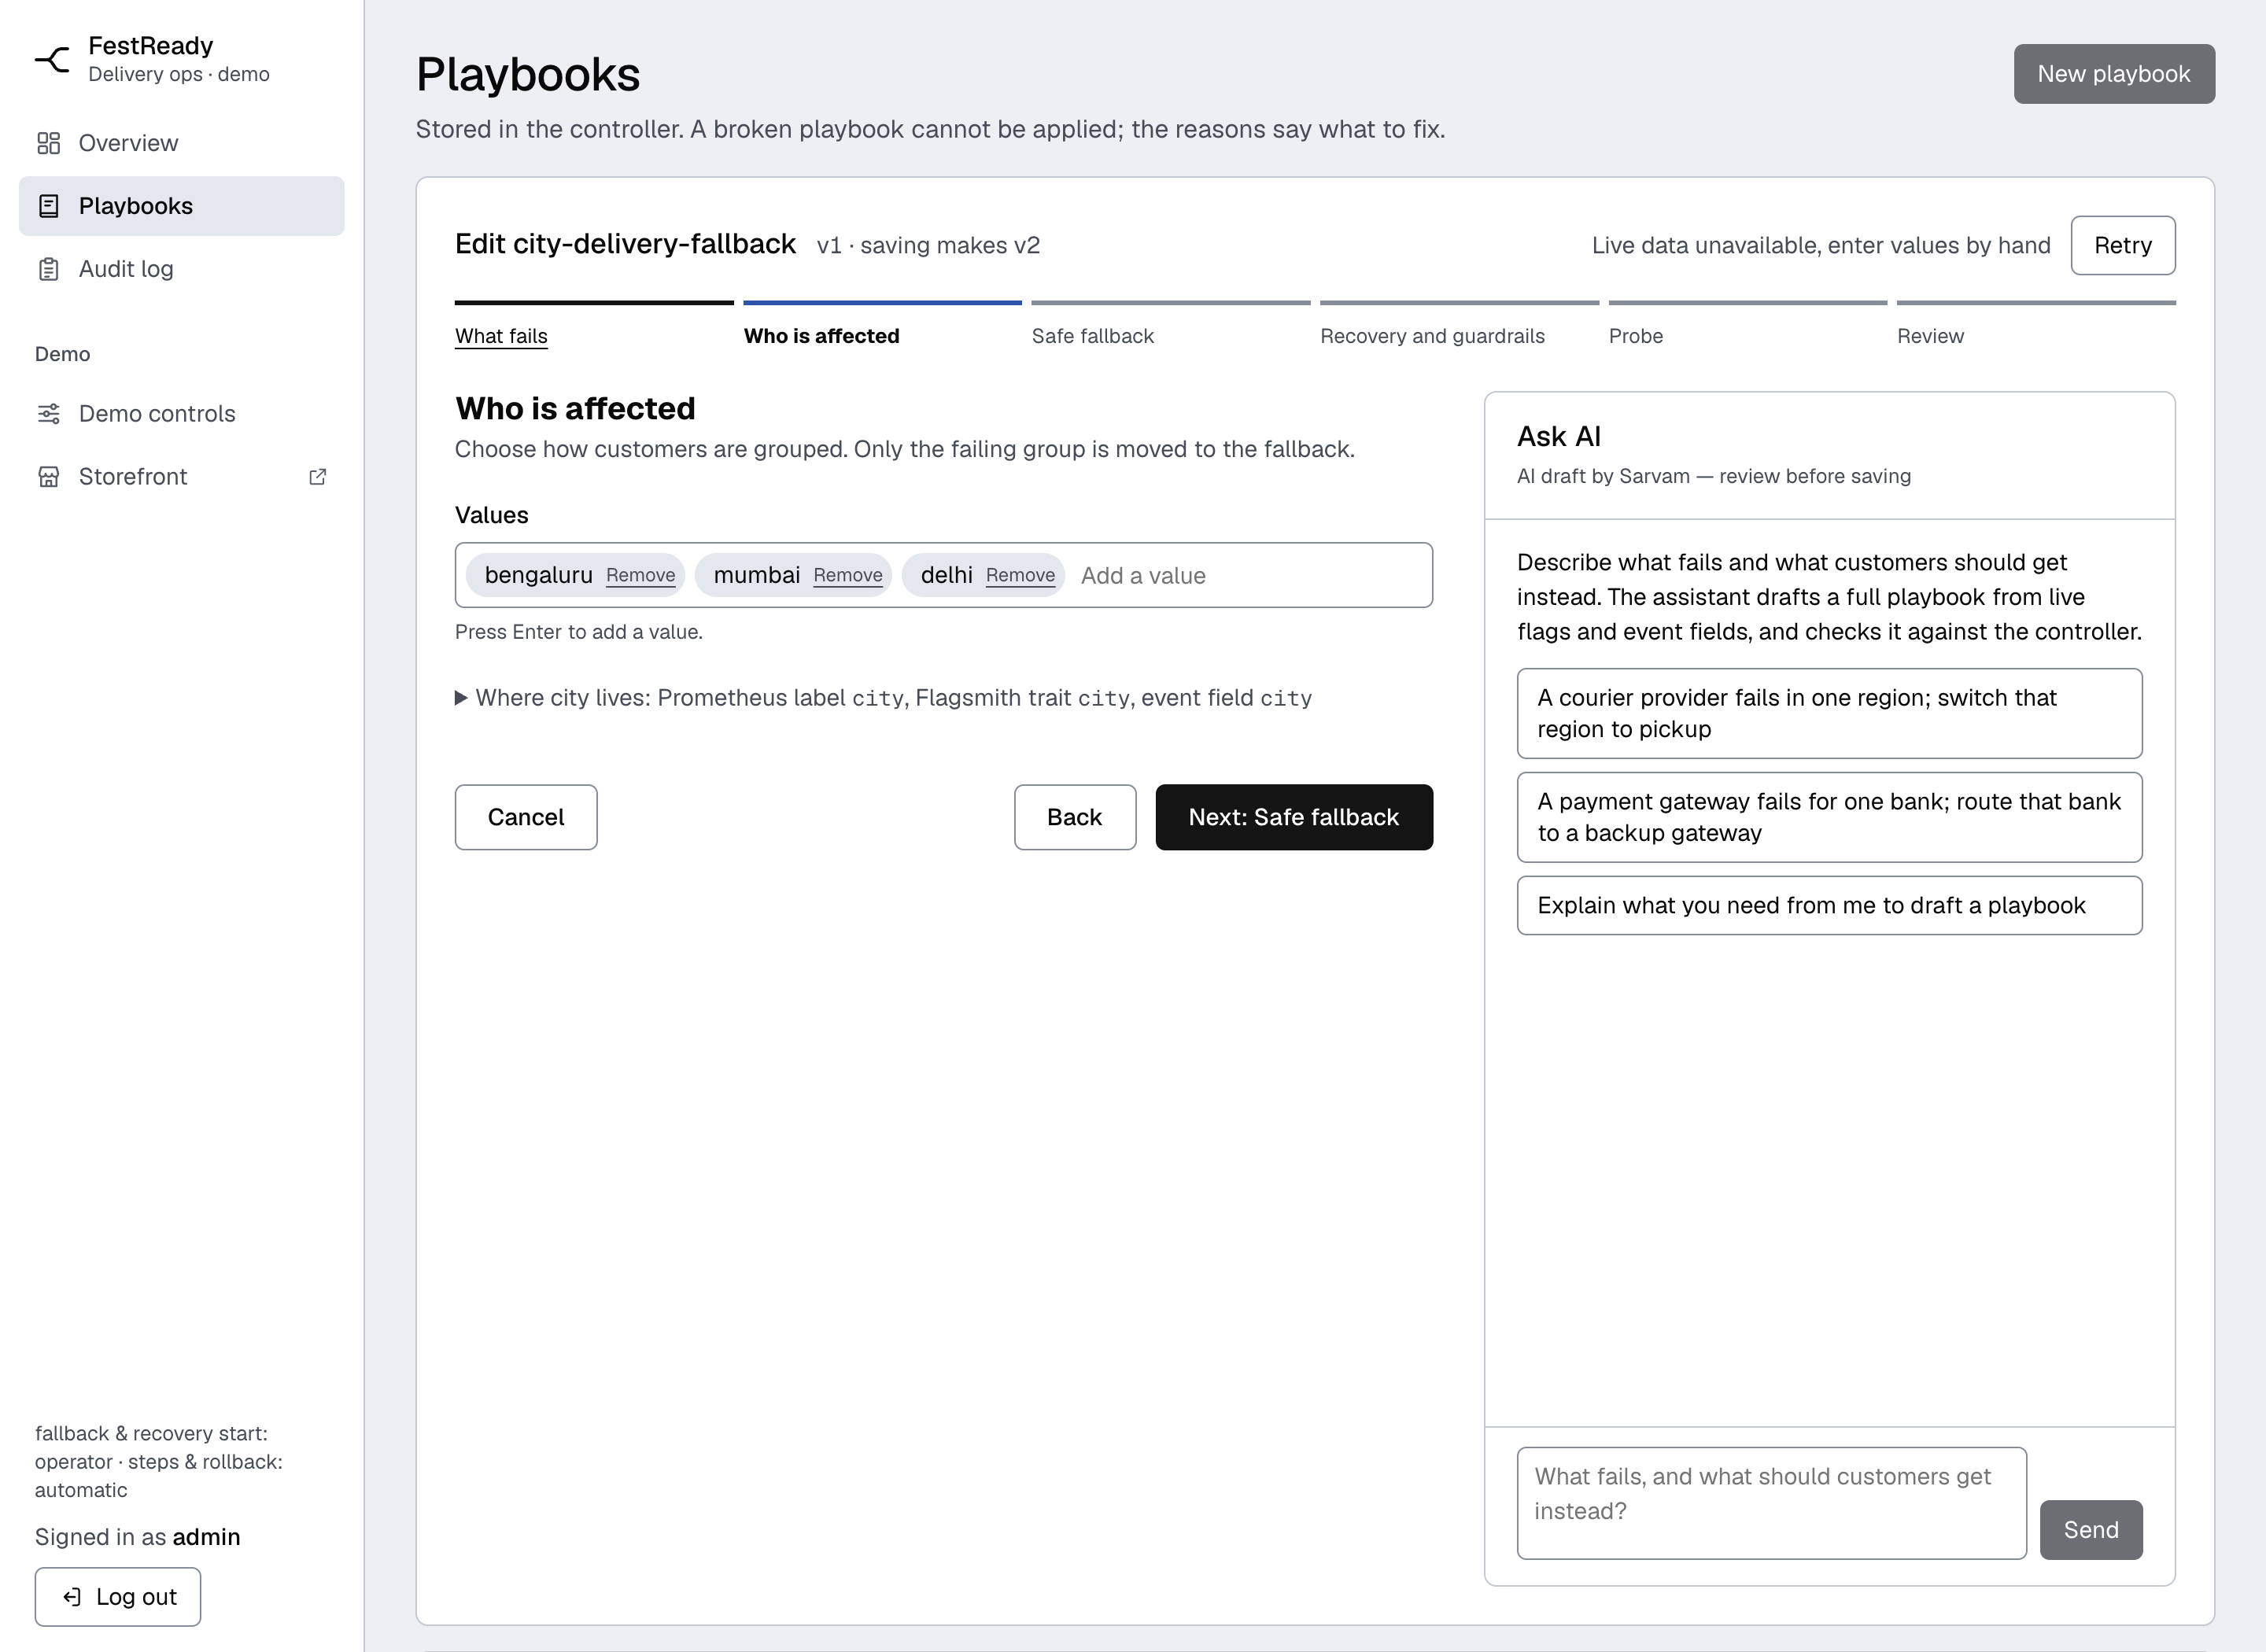 FestReady
Delivery ops · demo
Overview
Playbooks
Audit log
Demo
Demo controls
Storefront
fallback & recovery start:
operator · steps & rollback:
automatic
Signed in as admin
Log out
Playbooks
New playbook
Stored in the controller. A broken playbook cannot be applied; the reasons say what to fix.
Edit city-delivery-fallback v1 · saving makes v2
Live data unavailable, enter values by hand
Retry
What fails
Who is affected
Safe fallback
Recovery and guardrails
Probe
Review
Who is affected
Choose how customers are grouped. Only the failing group is moved to the fallback.
Values
bengaluru Remove mumbai Remove delhi Remove Add a value
Press Enter to add a value.
Where city lives: Prometheus label city, Flagsmith trait city, event field city
Cancel
Back
Next: Safe fallback
Ask AI
AI draft by Sarvam — review before saving
Describe what fails and what customers should get
instead. The assistant drafts a full playbook from live
flags and event fields, and checks it against the controller.
A courier provider fails in one region; switch that
region to pickup
A payment gateway fails for one bank; route that bank
to a backup gateway
Explain what you need from me to draft a playbook
What fails, and what should customers get
instead?
Send